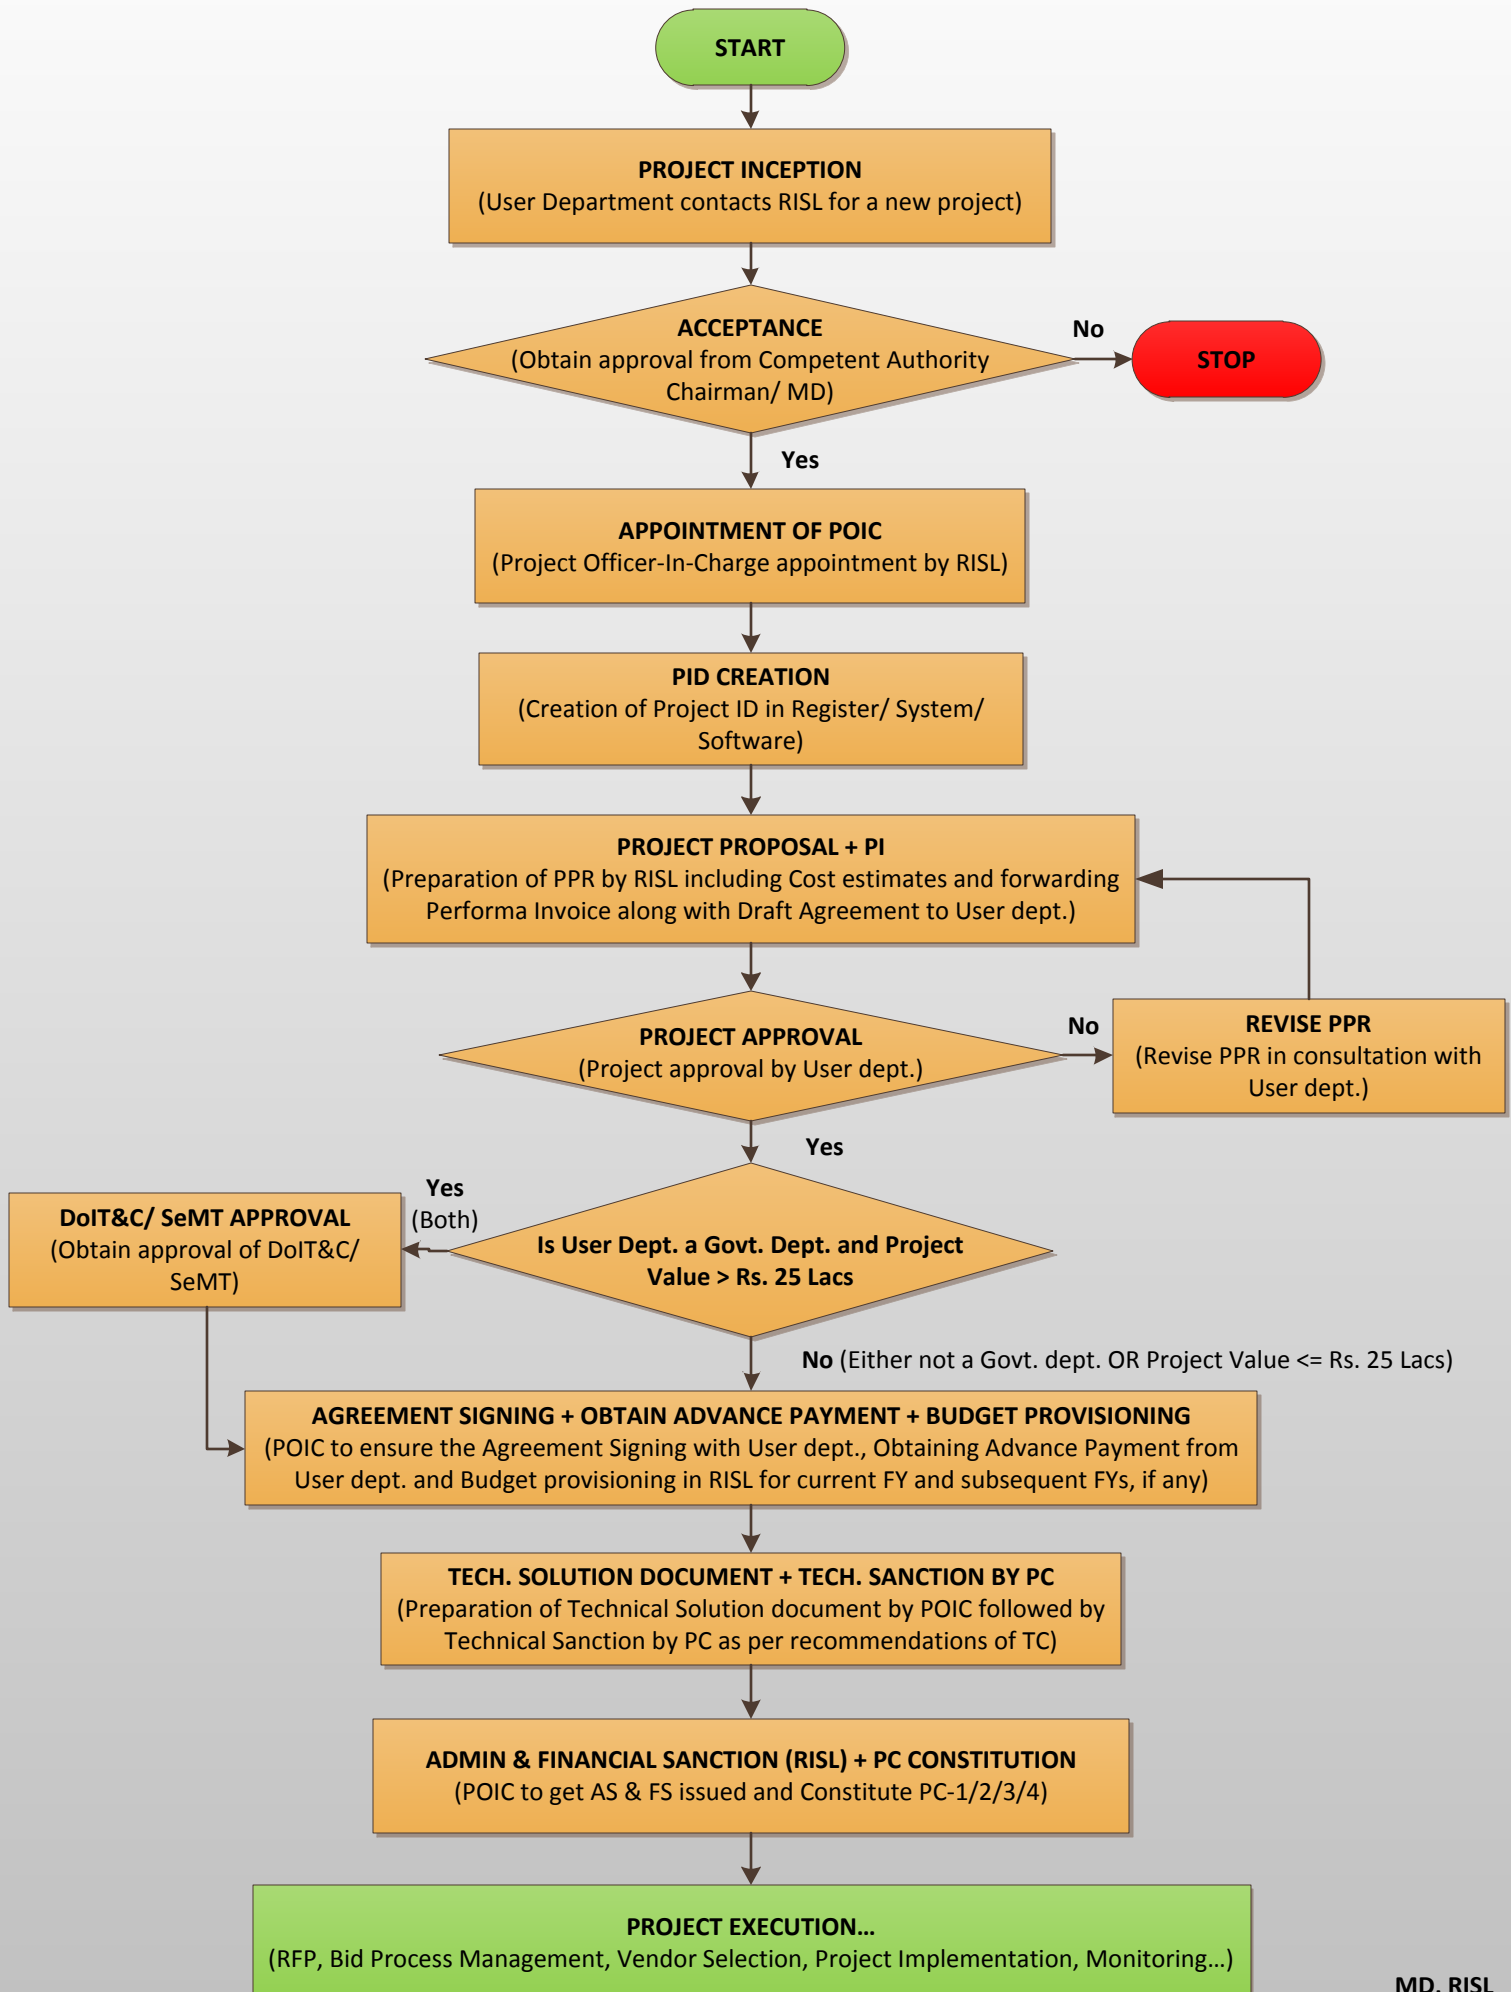 START
PROJECT INCEPTION
(User Department contacts RISL for a new project)
ACCEPTANCE
(Obtain approval from Competent Authority
Chairman/ MD)
No
STOP
Yes
APPOINTMENT OF POIC
(Project Officer-In-Charge appointment by RISL)
PID CREATION
(Creation of Project ID in Register/ System/
Software)
PROJECT PROPOSAL + PI
(Preparation of PPR by RISL including Cost estimates and forwarding
Performa Invoice along with Draft Agreement to User dept.)
PROJECT APPROVAL
(Project approval by User dept.)
No
REVISE PPR
(Revise PPR in consultation with
User dept.)
Yes
Is User Dept. a Govt. Dept. and Project
Value > Rs. 25 Lacs
Yes
(Both)
DoIT&C/ SeMT APPROVAL
(Obtain approval of DoIT&C/
SeMT)
No (Either not a Govt. dept. OR Project Value <= Rs. 25 Lacs)
AGREEMENT SIGNING + OBTAIN ADVANCE PAYMENT + BUDGET PROVISIONING
(POIC to ensure the Agreement Signing with User dept., Obtaining Advance Payment from
User dept. and Budget provisioning in RISL for current FY and subsequent FYs, if any)
TECH. SOLUTION DOCUMENT + TECH. SANCTION BY PC
(Preparation of Technical Solution document by POIC followed by
Technical Sanction by PC as per recommendations of TC)
ADMIN & FINANCIAL SANCTION (RISL) + PC CONSTITUTION
(POIC to get AS & FS issued and Constitute PC-1/2/3/4)
PROJECT EXECUTION...
(RFP, Bid Process Management, Vendor Selection, Project Implementation, Monitoring...)
MD, RISL